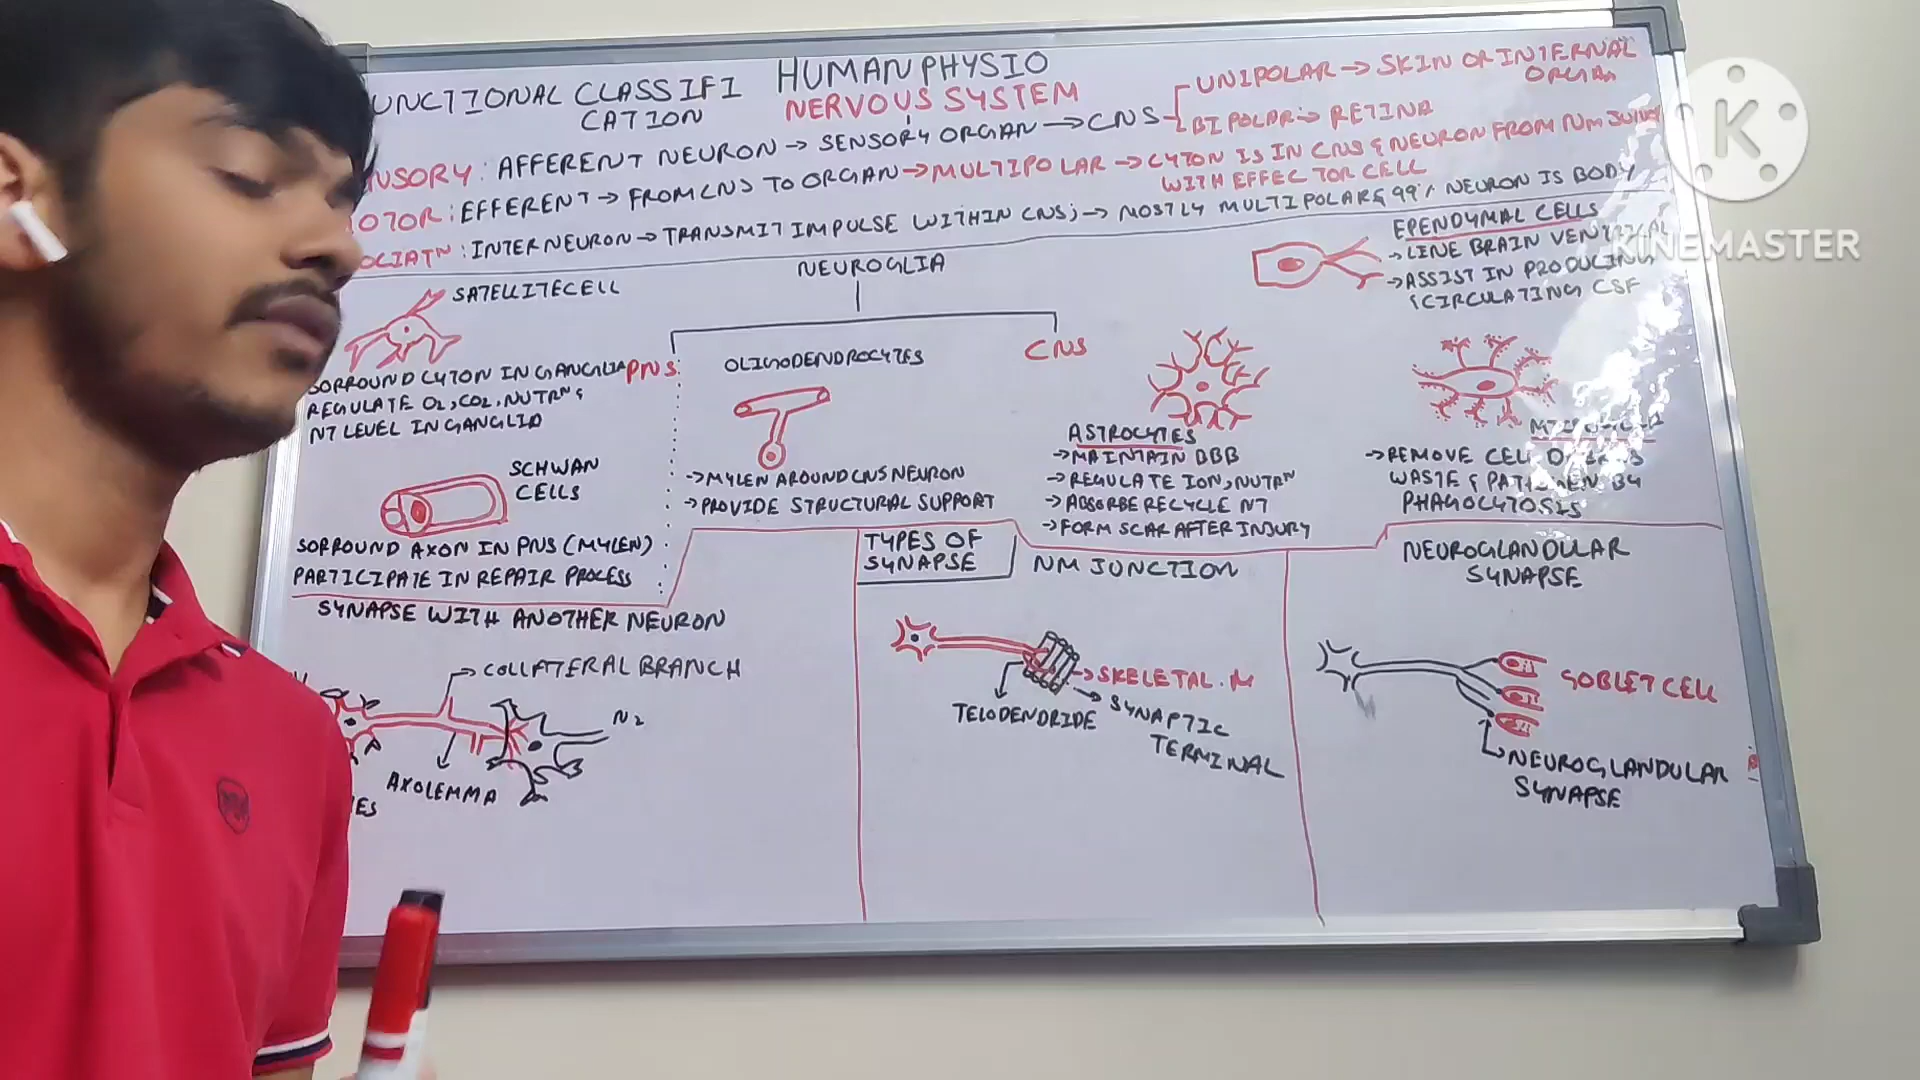 HUMAN PHYSIO
NERVOUS SYSTEM
UNCTIONAL CLASSIFI
CATION
NSORY: AFFERENT NEURON → SENSORY ORGAN → CNS
UNIPOLAR → SKIN OR INTERNAL
ORGAN
BIPOLAR → RETINA
OTOR: EFFERENT → FROM CNS TO ORGAN → MULTIPOLAR → CYTON IS IN CNS & NEURON FROM NM
WITH EFFECTOR CELL
OCIATN: INTERNEURON → TRANSMIT IMPULSE WITHIN CNS; → MOSTLY MULTIPOLAR & 99% NEURON IS BODY
NEUROGLIA
PNS
CNS
SATELLITE CELL
SORROUND CYTON IN GANGLIA
REGULATE O2, CO2, NUTRN &
NT LEVEL IN GANGLIA
SCHWAN
CELLS
SORROUND AXON IN PNS (MYLEN)
PARTICIPATE IN REPAIR PROCESS
OLIGODENDROCYTES
→ MYLEN AROUND CNS NEURON
→ PROVIDE STRUCTURAL SUPPORT
ASTROCYTES
→ MAINTAIN BBB
→ REGULATE ION, NUTRN
→ ABSORBE RECYCLE NT
→ FORM SCAR AFTER INJURY
EPENDYMAL CELLS
→ LINE BRAIN
→ ASSIST IN PRODUCING
& CIRCULATING CSF
→ REMOVE CELL
WASTE & BY
PHAGOCYTOSIS
SYNAPSE WITH ANOTHER NEURON
COLLATERAL BRANCH
N2
AXOLEMMA
ES
TYPES OF
SYNAPSE
NM JUNCTION
→ SKELETAL.M
TELODENDRIDE
SYNAPTIC
TERMINAL
NEUROGLANDULAR
SYNAPSE
GOBLET CELL
NEUROGLANDULAR
SYNAPSE
K
KINEMASTER